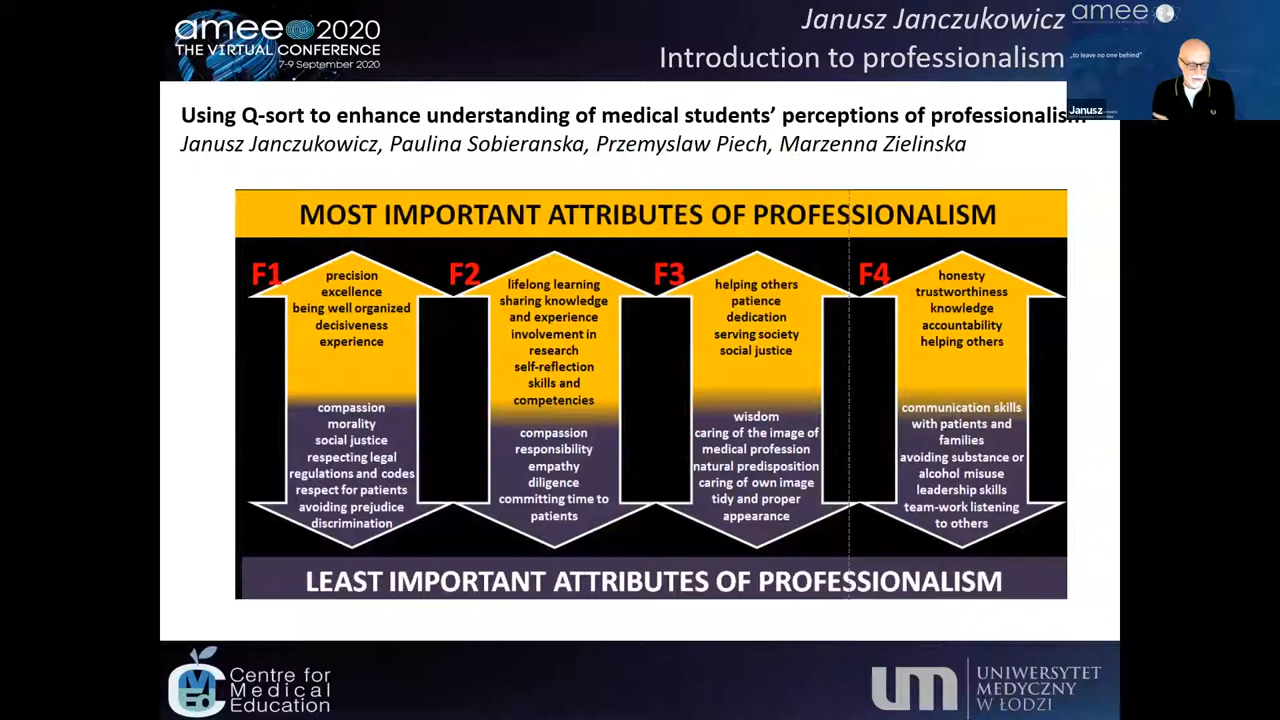 amee 2020
THE VIRTUAL CONFERENCE
7-9 September 2020
Janusz Janczukowicz
Introduction to professionalism
amee
„to leave no one behind”
Janusz
Using Q-sort to enhance understanding of medical students’ perceptions of professionalism
Janusz Janczukowicz, Paulina Sobieranska, Przemyslaw Piech, Marzenna Zielinska
MOST IMPORTANT ATTRIBUTES OF PROFESSIONALISM
F1
precision
excellence
being well organized
decisiveness
experience
compassion
morality
social justice
respecting legal
regulations and codes
respect for patients
avoiding prejudice
discrimination
F2
lifelong learning
sharing knowledge
and experience
involvement in
research
self-reflection
skills and
competencies
compassion
responsibility
empathy
diligence
committing time to
patients
F3
helping others
patience
dedication
serving society
social justice
wisdom
caring of the image of
medical profession
natural predisposition
caring of own image
tidy and proper
appearance
F4
honesty
trustworthiness
knowledge
accountability
helping others
communication skills
with patients and
families
avoiding substance or
alcohol misuse
leadership skills
team-work listening
to others
LEAST IMPORTANT ATTRIBUTES OF PROFESSIONALISM
Centre for
Medical
Education
um
UNIWERSYTET
MEDYCZNY
W ŁODZI